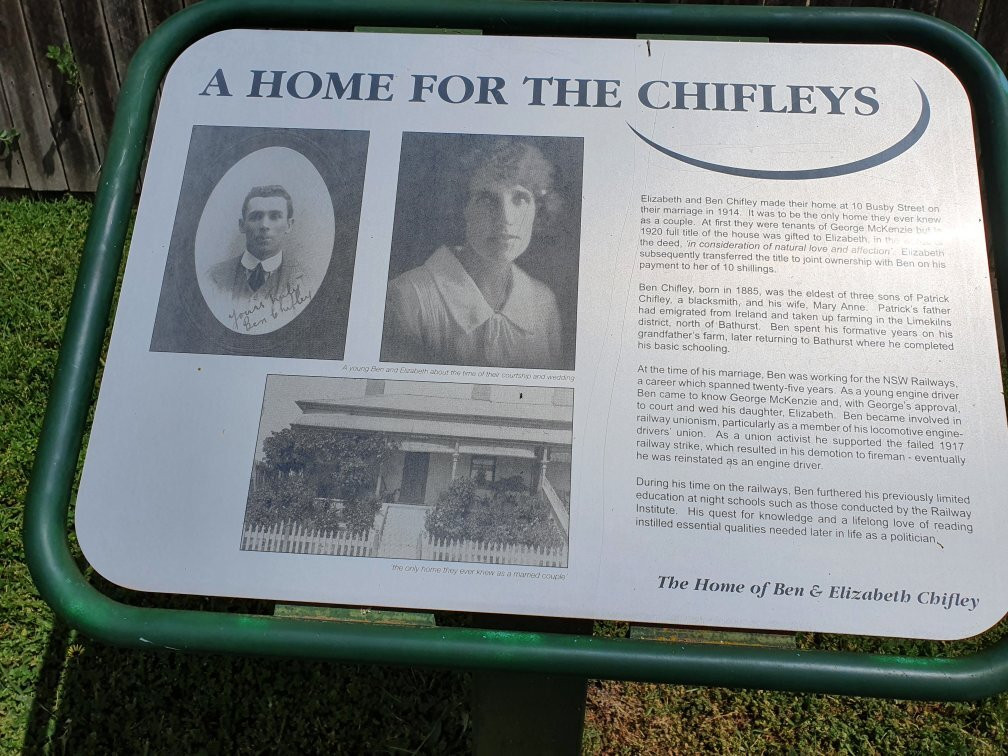 A HOME FOR THE CHIFLEYS
Yours truly
Ben Chifley
A young Ben and Elizabeth about the time of their courtship and wedding
the only home they ever knew as a married couple
Elizabeth and Ben Chifley made their home at 10 Busby Street on
their marriage in 1914. It was to be the only home they ever knew
as a couple. At first they were tenants of George McKenzie but in
1920 full title of the house was gifted to Elizabeth, in the
the deed, 'in consideration of natural love and affection'. Elizabeth
subsequently transferred the title to joint ownership with Ben on his
payment to her of 10 shillings.
Ben Chifley, born in 1885, was the eldest of three sons of Patrick
Chifley, a blacksmith, and his wife, Mary Anne. Patrick's father
had emigrated from Ireland and taken up farming in the Limekilns
district, north of Bathurst. Ben spent his formative years on his
grandfather's farm, later returning to Bathurst where he completed
his basic schooling.
At the time of his marriage, Ben was working for the NSW Railways,
a career which spanned twenty-five years. As a young engine driver
Ben came to know George McKenzie and, with George's approval,
to court and wed his daughter, Elizabeth. Ben became involved in
railway unionism, particularly as a member of his locomotive engine-
drivers' union. As a union activist he supported the failed 1917
railway strike, which resulted in his demotion to fireman - eventually
he was reinstated as an engine driver.
During his time on the railways, Ben furthered his previously limited
education at night schools such as those conducted by the Railway
Institute. His quest for knowledge and a lifelong love of reading
instilled essential qualities needed later in life as a politician.
The Home of Ben & Elizabeth Chifley